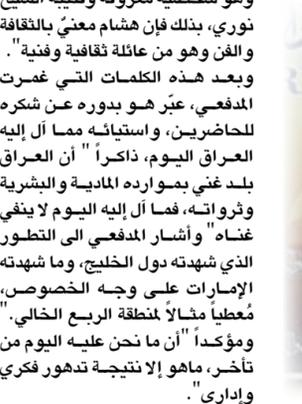 نوري، بذلك فإن هشام معنيٌ بالثقافة
والفن وهو من عائلة ثقافية وفنية".
وبعد هذه الكلمات التي غمرت
المدفعي، عبّر هو بدوره عن شكره
للحاضرين، واستيائه مما آل إليه
العراق اليوم، ذاكراً " أن العراق
بلد غني بموارده المادية والبشرية
وثرواته، فما آل إليه اليوم لا ينفي
غناه" وأشار المدفعي الى التطور
الذي شهدته دول الخليج، وما شهدته
الإمارات على وجه الخصوص،
مُعطياً مثالاً لمنطقة الربع الخالي."
ومؤكداً "أن ما نحن عليه اليوم من
تأخر، ماهو إلا نتيجة تدهور فكري
وإداري".